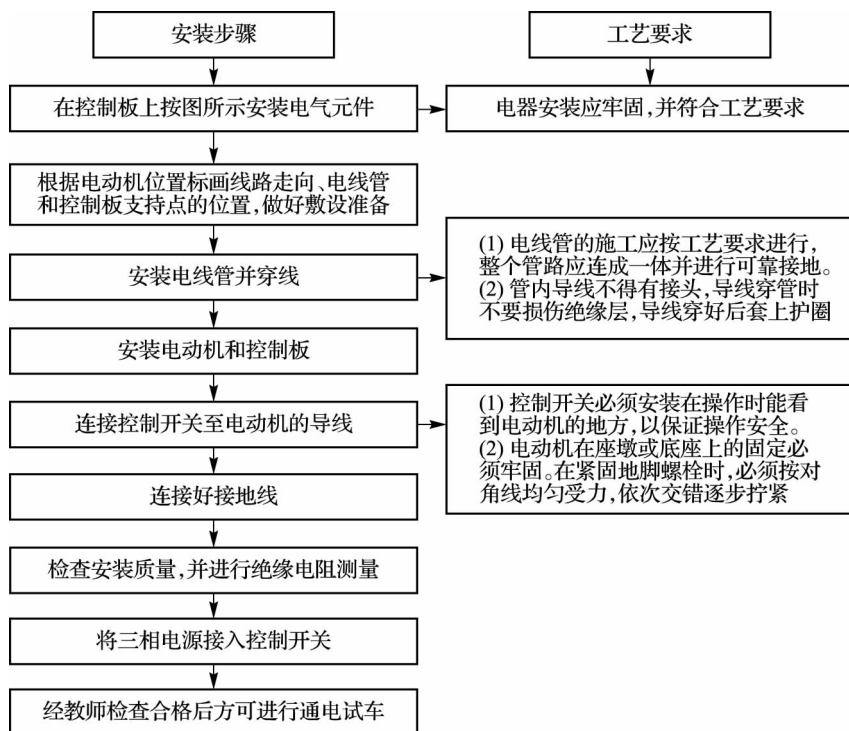 安装步骤
工艺要求
在控制板上按图所示安装电气元件
电器安装应牢固,并符合工艺要求
根据电动机位置标画线路走向、电线管
和控制板支持点的位置,做好敷设准备
安装电线管并穿线
(1) 电线管的施工应按工艺要求进行,
整个管路应连成一体并进行可靠接地。
(2) 管内导线不得有接头,导线穿管时
不要损伤绝缘层,导线穿好后套上护圈
安装电动机和控制板
连接控制开关至电动机的导线
(1) 控制开关必须安装在操作时能看
到电动机的地方,以保证操作安全。
(2) 电动机在座墩或底座上的固定必
须牢固。在紧固地脚螺栓时,必须按对
角线均匀受力,依次交错逐步拧紧
连接好接地线
检查安装质量,并进行绝缘电阻测量
将三相电源接入控制开关
经教师检查合格后方可进行通电试车